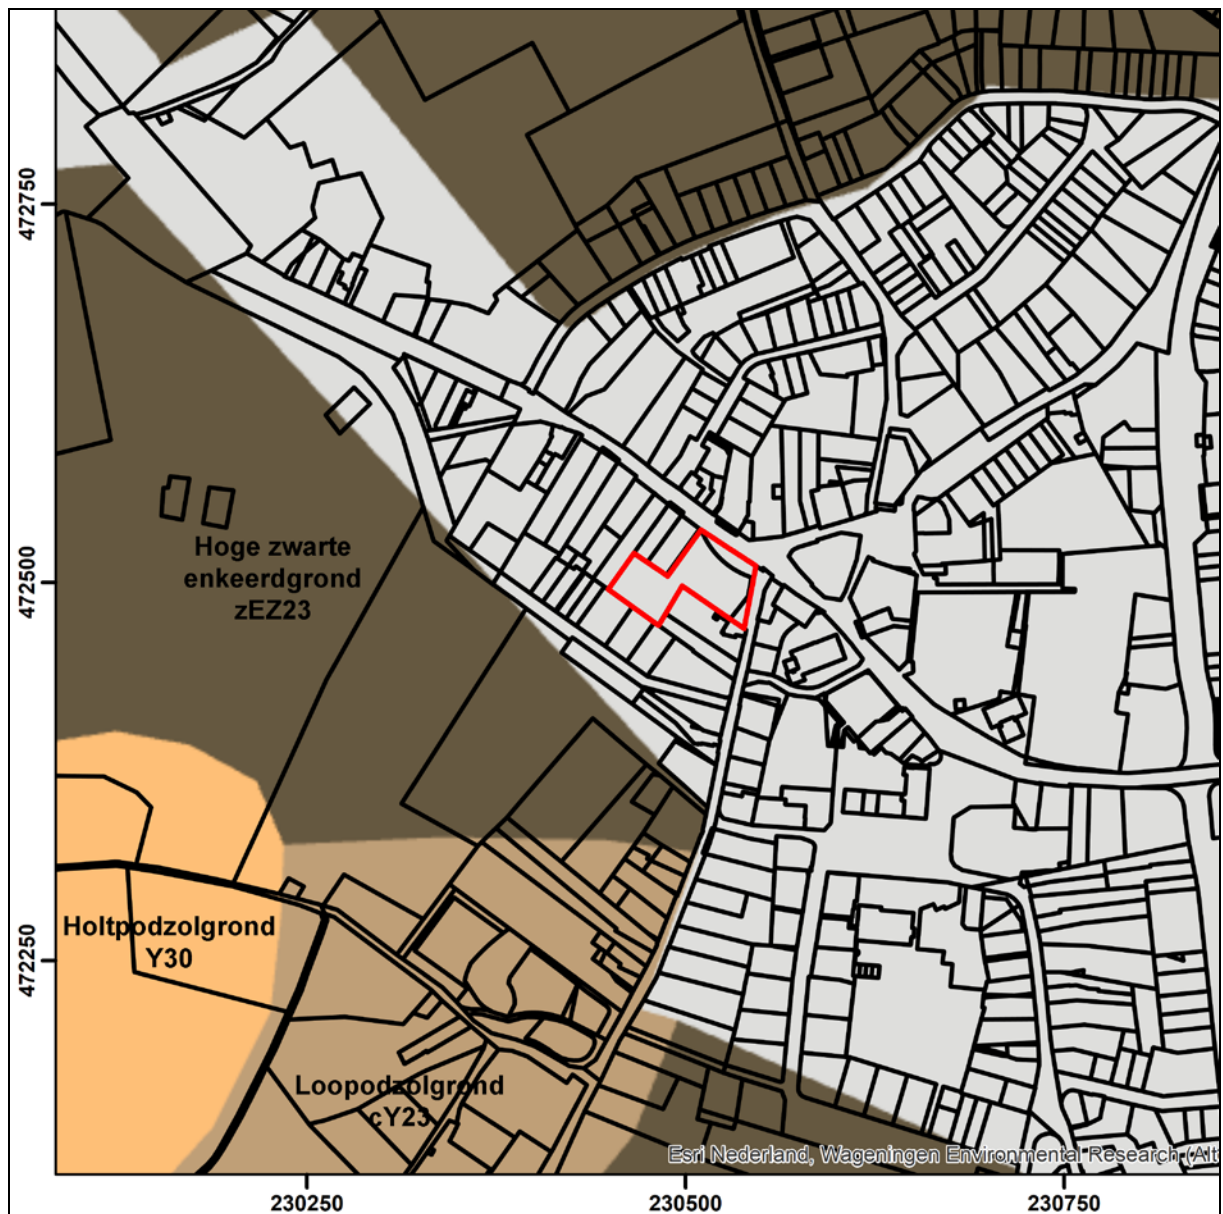 472750
472500
472250
Hoge zwarte
enkeerdgrond
zEZ23
Holtpodzolgrond
Y30
Loopodzolgrond
cY23
Esri Nederland, Wageningen Environmental Research (Alt
230250
230500
230750